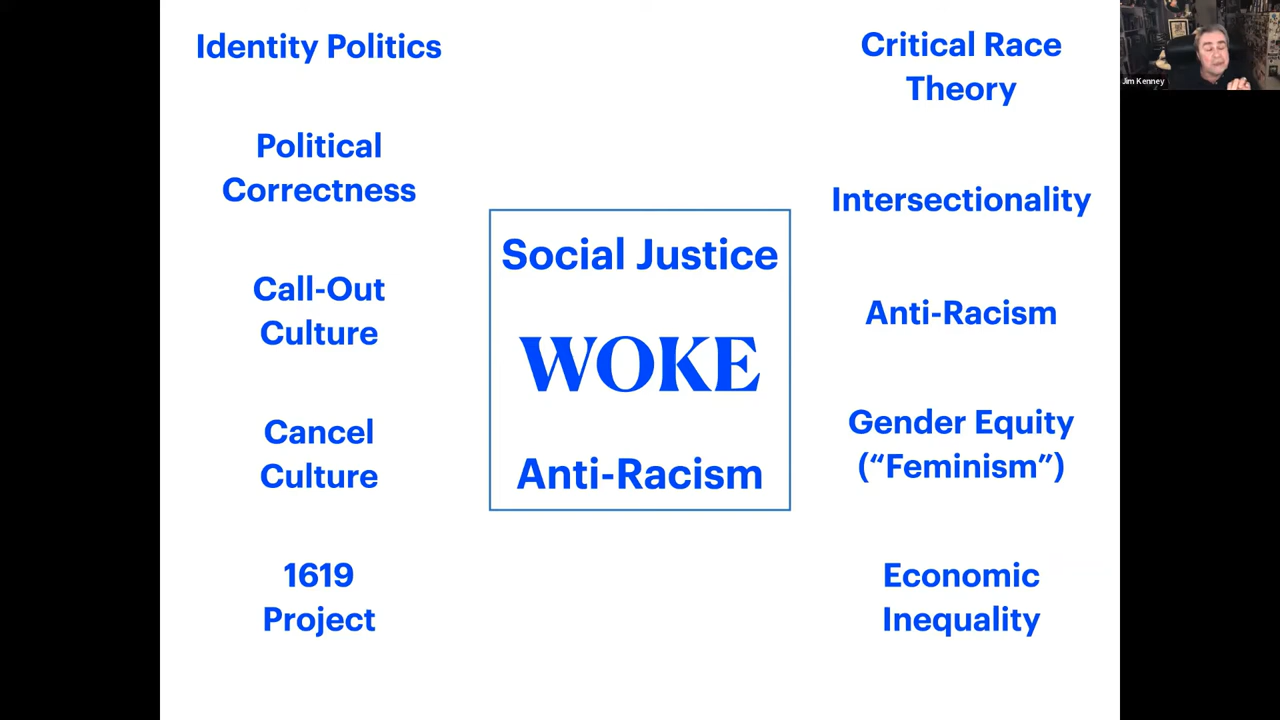 Identity Politics
Political
Correctness
Call-Out
Culture
Cancel
Culture
1619
Project
Social Justice
WOKE
Anti-Racism
Critical Race
Theory
Intersectionality
Anti-Racism
Gender Equity
(“Feminism”)
Economic
Inequality
Jim Kenney